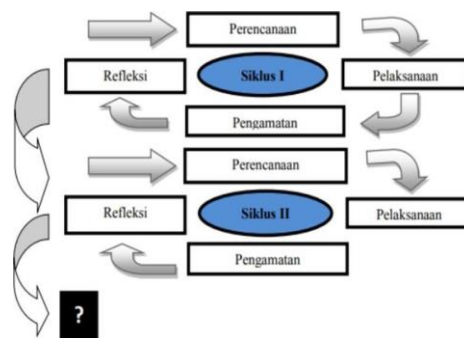 Perencanaan
Refleksi
Siklus I
Pelaksanaan
Pengamatan
Perencanaan
Refleksi
Siklus II
Pelaksanaan
Pengamatan
?